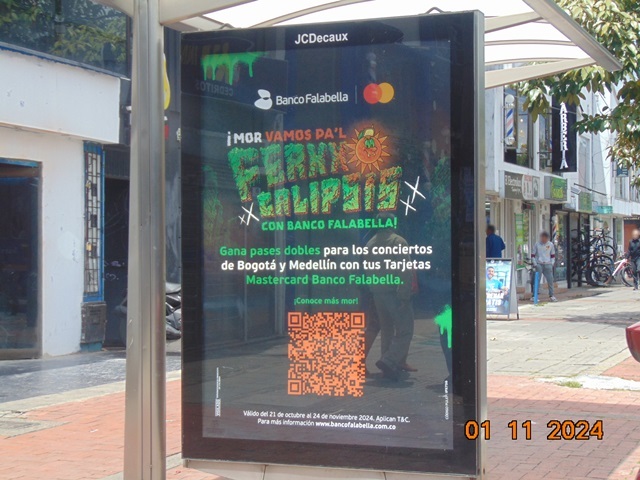 JCDecaux
Banco Falabella
¡MOR VAMOS PA'L
FERXXO
CALIPSIS
CON BANCO FALABELLA!
Gana pases dobles para los conciertos
de Bogotá y Medellín con tus Tarjetas
Mastercard Banco Falabella.
¡Conoce más mor!
Válido del 21 de octubre al 24 de noviembre 2024. Aplican T&C.
Para más información www.bancofalabella.com.co
01 11 2024